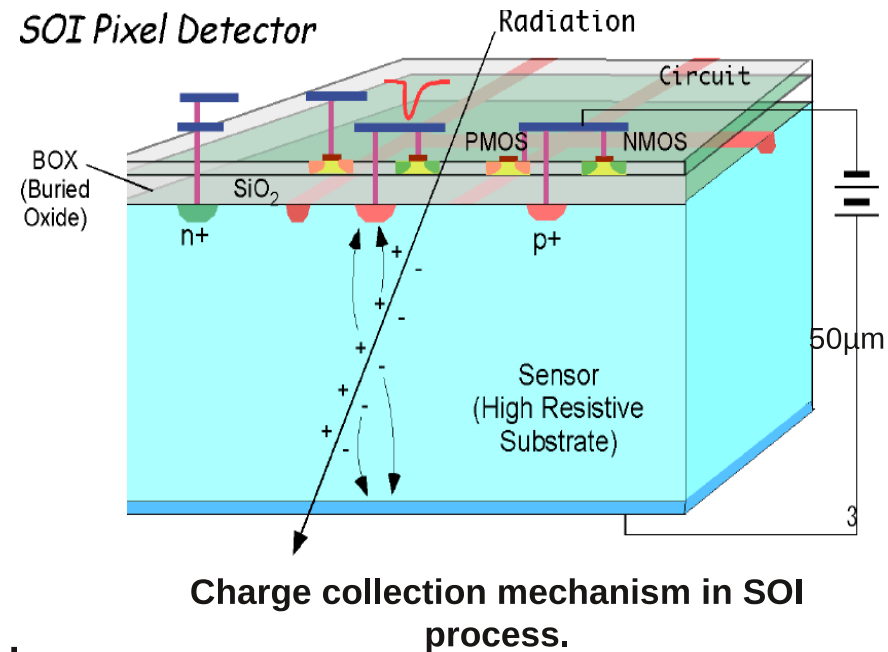 SOI Pixel Detector
Radiation
Circuit
PMOS
NMOS
BOX
(Buried
Oxide)
SiO2
n+
p+
+
-
+
-
+
-
+
-
+
-
50µm
Sensor
(High Resistive
Substrate)
3
Charge collection mechanism in SOI
process.
.